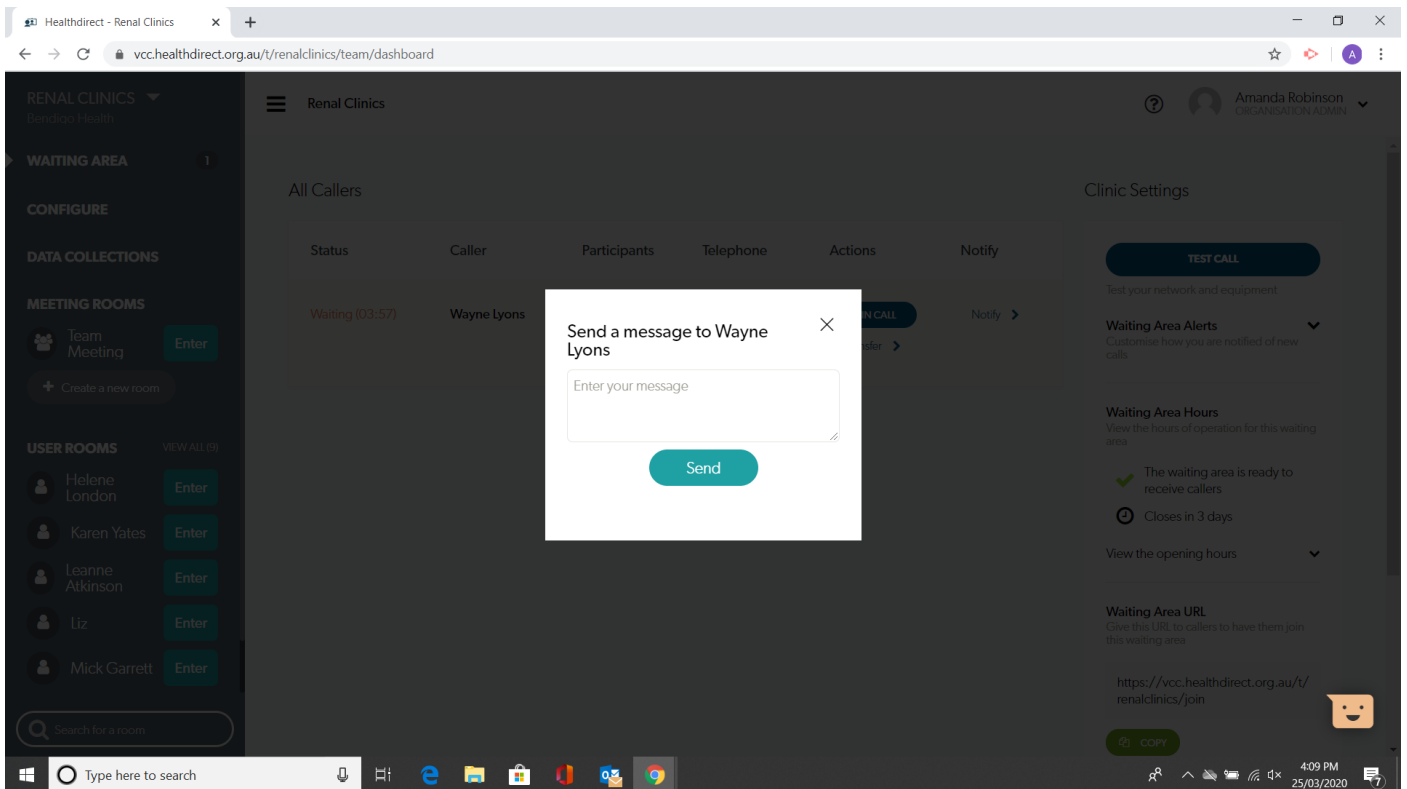 Healthdirect - Renal Clinics
vcc.healthdirect.org.au/t/renalclinics/team/dashboard
A
RENAL CLINICS
Bendigo Health
Renal Clinics
Amanda Robinson
ORGANISATION ADMIN
WAITING AREA 1
CONFIGURE
DATA COLLECTIONS
MEETING ROOMS
Team
Meeting
Enter
+ Create a new room
USER ROOMS VIEW ALL (9)
Helene
London
Enter
Karen Yates Enter
Leanne
Atkinson
Enter
Liz Enter
Mick Garrett Enter
Search for a room
All Callers
Status Caller Participants Telephone Actions Notify
Waiting (03:57) Wayne Lyons IN CALL Notify
Send a message to Wayne
Lyons
Enter your message
Send
Clinic Settings
TEST CALL
Test your network and equipment
Waiting Area Alerts
Customise how you are notified of new
calls
Waiting Area Hours
View the hours of operation for this waiting
area
The waiting area is ready to
receive callers
Closes in 3 days
View the opening hours
Waiting Area URL
Give this URL to callers to have them join
this waiting area
https://vcc.healthdirect.org.au/t/
renalclinics/join
COPY
Type here to search
4:09 PM
25/03/2020
7